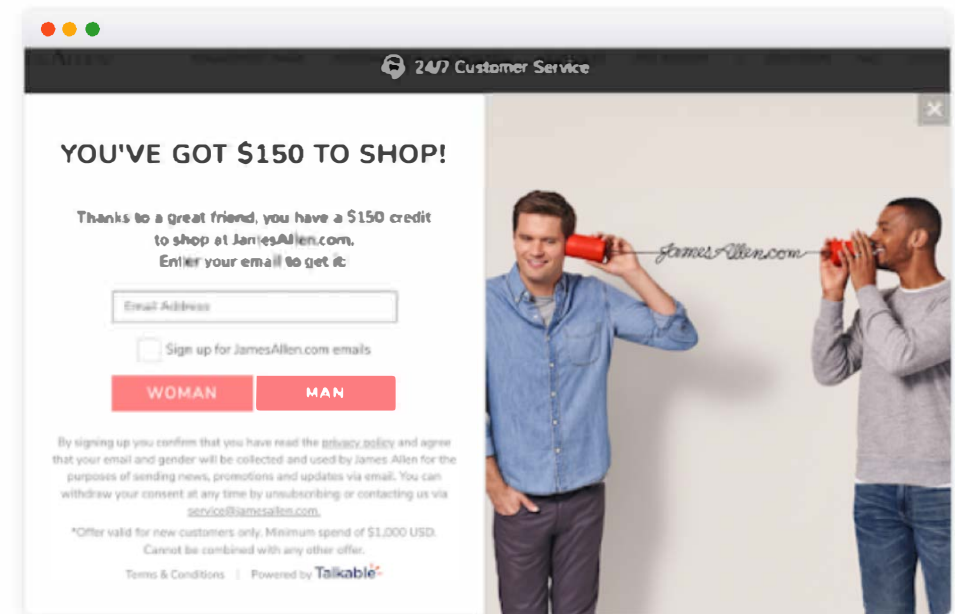 24/7 Customer Service
YOU'VE GOT $150 TO SHOP!
Thanks to a great friend, you have a $150 credit
to shop at JamesAllen.com.
Enter your email to get it:
Email Address
Sign up for JamesAllen.com emails
WOMAN
MAN
By signing up you confirm that you have read the privacy policy and agree
that your email and gender will be collected and used by James Allen for the
purposes of sending news, promotions and updates via email. You can
withdraw your consent at any time by unsubscribing or contacting us via
service@jamesallen.com.
*Offer valid for new customers only. Minimum spend of $1,000 USD.
Cannot be combined with any other offer.
Terms & Conditions | Powered by Talkable
JamesAllen.com